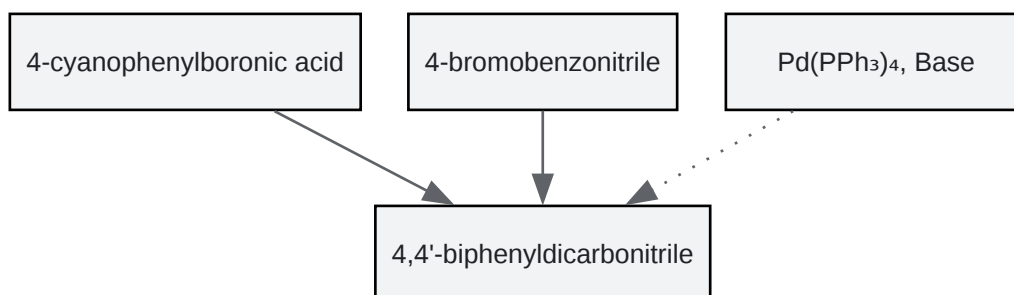 4-cyanophenylboronic acid
4-bromobenzonitrile
Pd(PPh₃)₄, Base
4,4'-biphenyldicarbonitrile